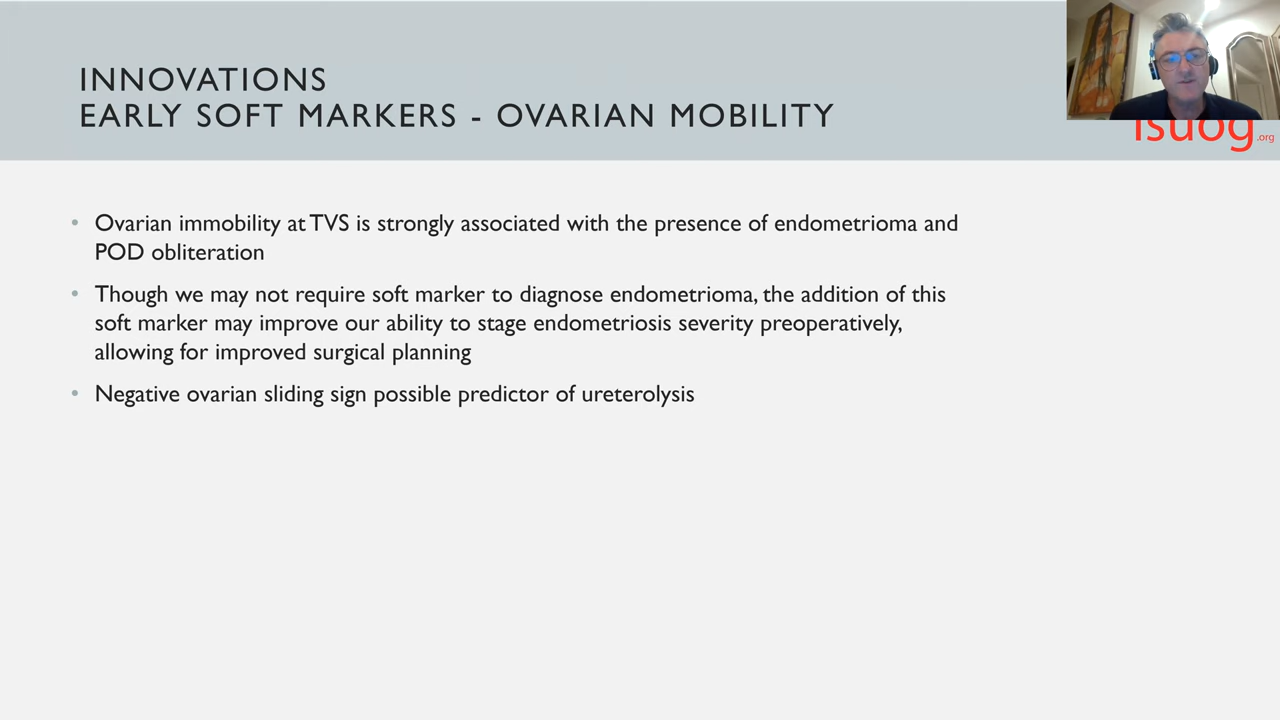 INNOVATIONS
EARLY SOFT MARKERS - OVARIAN MOBILITY
isuog.org
• Ovarian immobility at TVS is strongly associated with the presence of endometrioma and
POD obliteration
• Though we may not require soft marker to diagnose endometrioma, the addition of this
soft marker may improve our ability to stage endometriosis severity preoperatively,
allowing for improved surgical planning
• Negative ovarian sliding sign possible predictor of ureterolysis